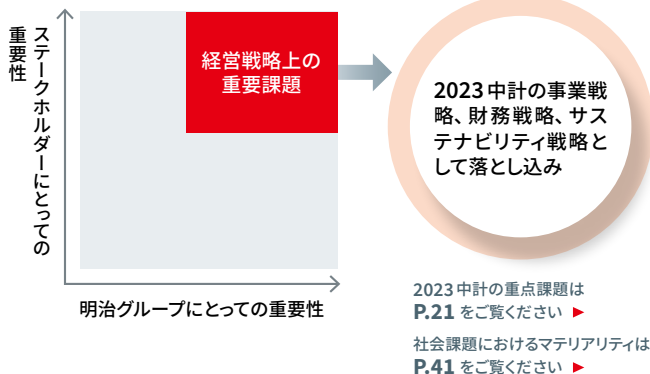 ステークホルダーにとっての
重要性
経営戦略上の
重要課題
2023中計の事業戦
略、財務戦略、サス
テナビリティ戦略と
して落とし込み
明治グループにとっての重要性
2023中計の重点課題は
P.21 をご覧ください ▶
社会課題におけるマテリアリティは
P.41 をご覧ください ▶